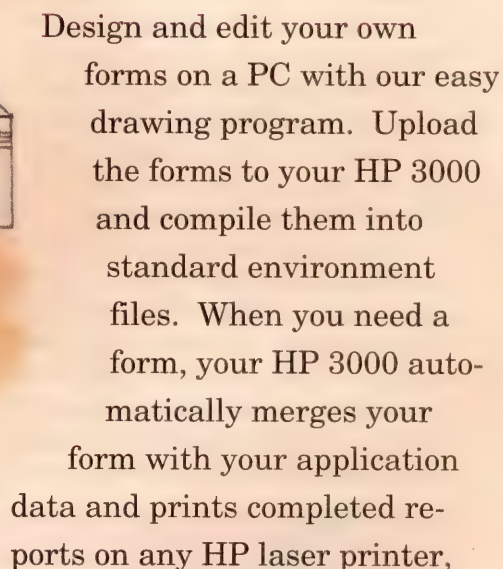 Design and edit your own
forms on a PC with our easy
drawing program. Upload
the forms to your HP 3000
and compile them into
standard environment
files. When you need a
form, your HP 3000 auto-
matically merges your
form with your application
data and prints completed re-
ports on any HP laser printer,